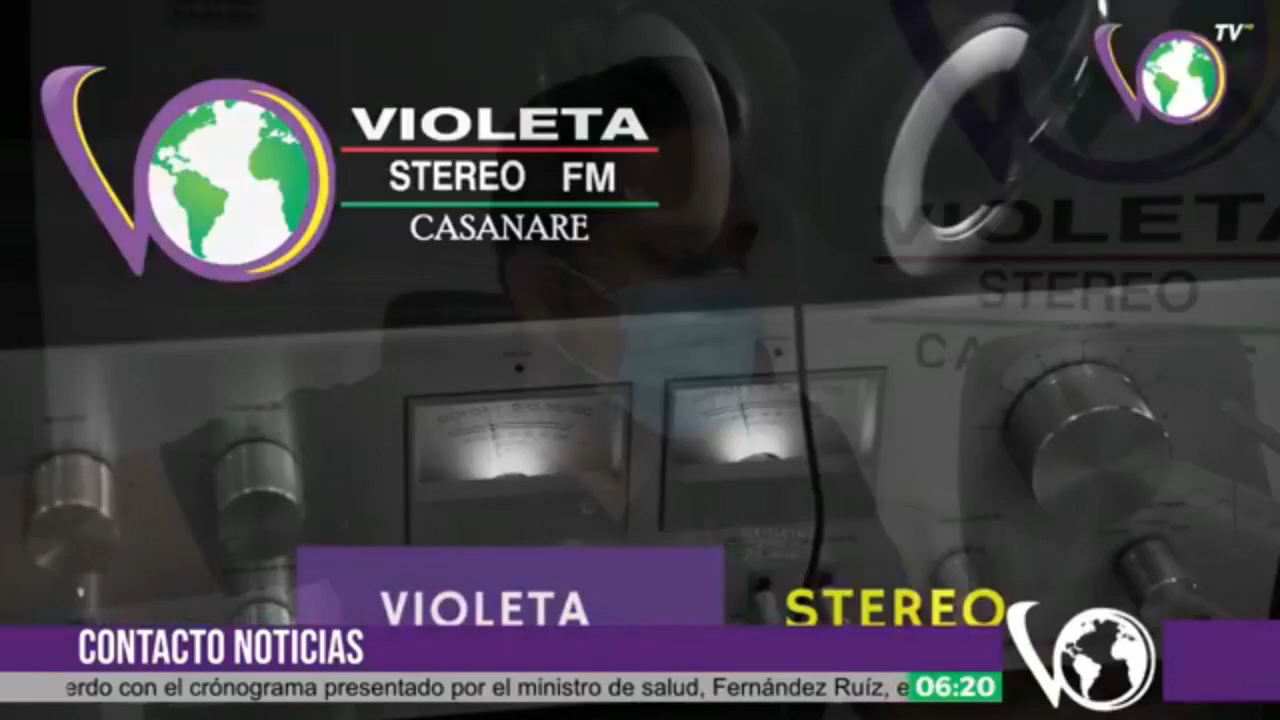 TV
VIOLETA
STEREO FM
CASANARE
VIOLETA
STEREO
CA
VIOLETA STEREO
CONTACTO NOTICIAS
erdo con el crónograma presentado por el ministro de salud, Fernández Ruíz, e 06:20